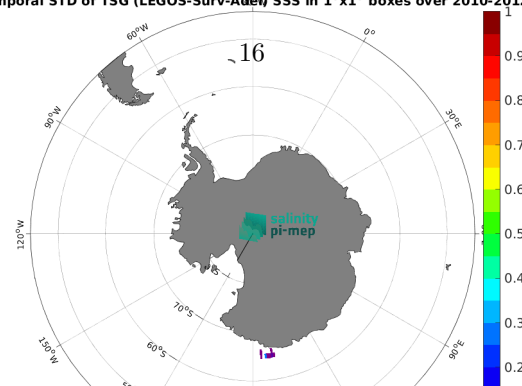 mporal STD of TSG (LEGOS-Surv-Adel) SSS in 1°x1° boxes over 2010-201
16
60°W
0°
30°E
90°W
120°W
150°W
90°E
70°S
60°S
salinity
pi-mep
1
0.9
0.8
0.7
0.6
0.5
0.4
0.3
0.2